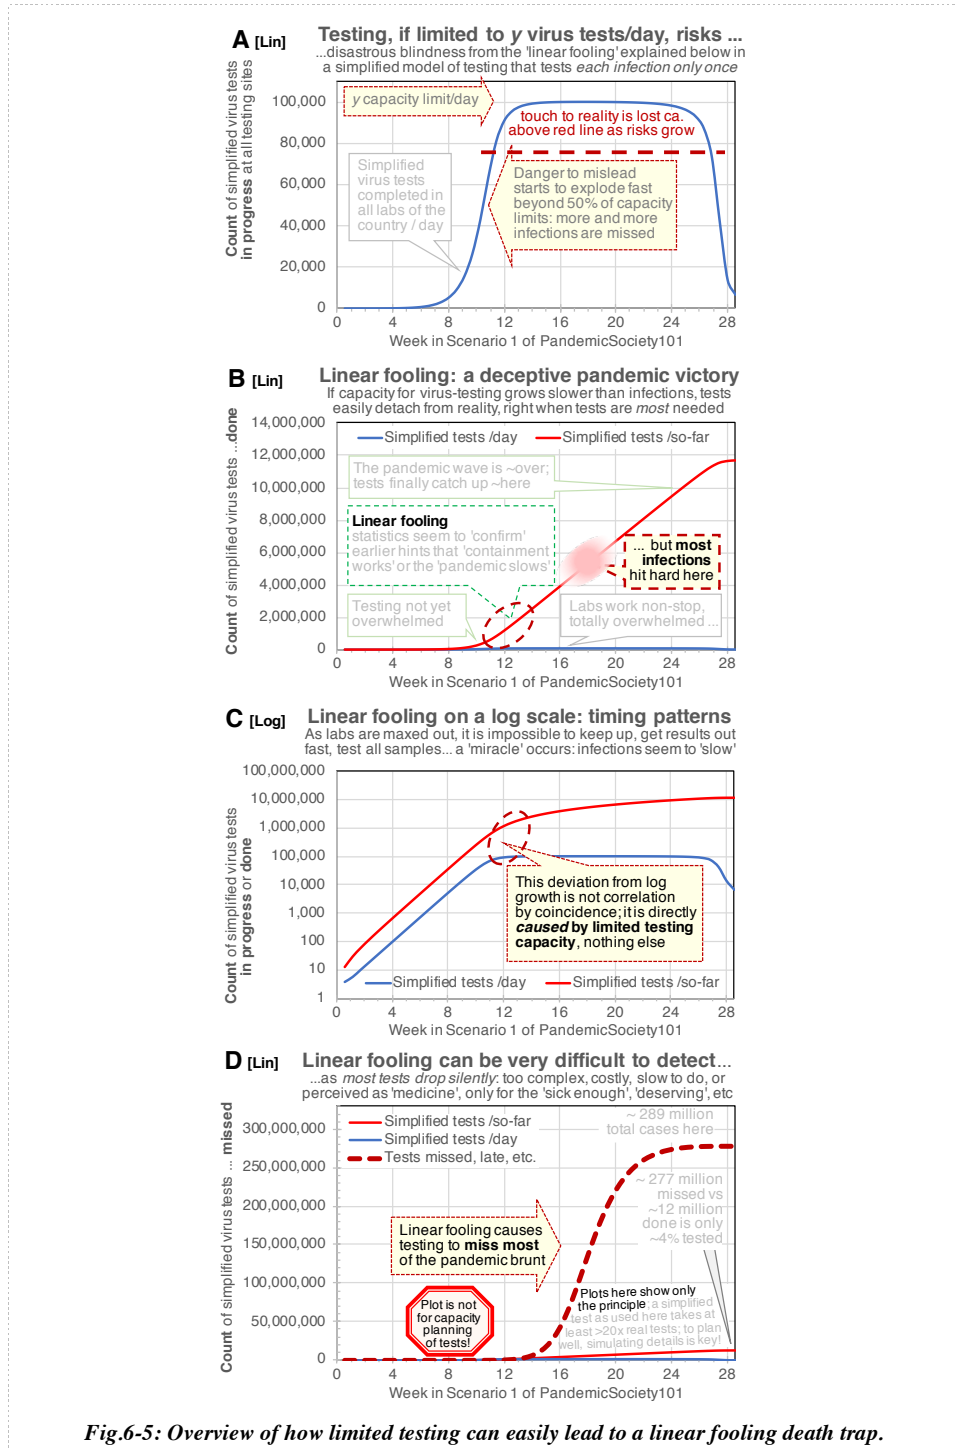 A [Lin] Testing, if limited to y virus tests/day, risks ...
...disastrous blindness from the 'linear fooling' explained below in
a simplified model of testing that tests each infection only once
Count of simplified virus tests
in progress at all testing sites
100,000
80,000
60,000
40,000
20,000
0
y capacity limit/day
touch to reality is lost ca.
above red line as risks grow
Simplified
virus tests
completed in
all labs of the
country / day
Danger to mislead
starts to explode fast
beyond 50% of capacity
limits: more and more
infections are missed
0 4 8 12 16 20 24 28
Week in Scenario 1 of PandemicSociety101
B [Lin] Linear fooling: a deceptive pandemic victory
If capacity for virus-testing grows slower than infections, tests
easily detach from reality, right when tests are most needed
Count of simplified virus tests ...done
14,000,000
12,000,000
10,000,000
8,000,000
6,000,000
4,000,000
2,000,000
0
Simplified tests /day Simplified tests /so-far
The pandemic wave is ~over;
tests finally catch up ~here
Linear fooling
statistics seem to 'confirm'
earlier hints that 'containment
works' or the 'pandemic slows'
... but most
infections
hit hard here
Testing not yet
overwhelmed
Labs work non-stop,
totally overwhelmed ...
0 4 8 12 16 20 24 28
Week in Scenario 1 of PandemicSociety101
C [Log] Linear fooling on a log scale: timing patterns
As labs are maxed out, it is impossible to keep up, get results out
fast, test all samples... a 'miracle' occurs: infections seem to 'slow'
Count of simplified virus tests
in progress or done
100,000,000
10,000,000
1,000,000
100,000
10,000
1,000
100
10
1
This deviation from log
growth is not correlation
by coincidence; it is directly
caused by limited testing
capacity, nothing else
Simplified tests /day Simplified tests /so-far
0 4 8 12 16 20 24 28
Week in Scenario 1 of PandemicSociety101
D [Lin] Linear fooling can be very difficult to detect...
...as most tests drop silently: too complex, costly, slow to do, or
perceived as 'medicine', only for the 'sick enough', 'deserving', etc
Count of simplified virus tests ... missed
300,000,000
250,000,000
200,000,000
150,000,000
100,000,000
50,000,000
0
Simplified tests /so-far
Simplified tests /day
Tests missed, late, etc.
~ 289 million
total cases here
~ 277 million
missed vs
~12 million
done is only
~4% tested
Linear fooling causes
testing to miss most
of the pandemic brunt
Plot is not
for capacity
planning
of tests!
Plots here show only
the principle; a simplified
test as used here takes at
least >20x real tests; to plan
well, simulating details is key!
0 4 8 12 16 20 24 28
Week in Scenario 1 of PandemicSociety101
Fig.6-5: Overview of how limited testing can easily lead to a linear fooling death trap.